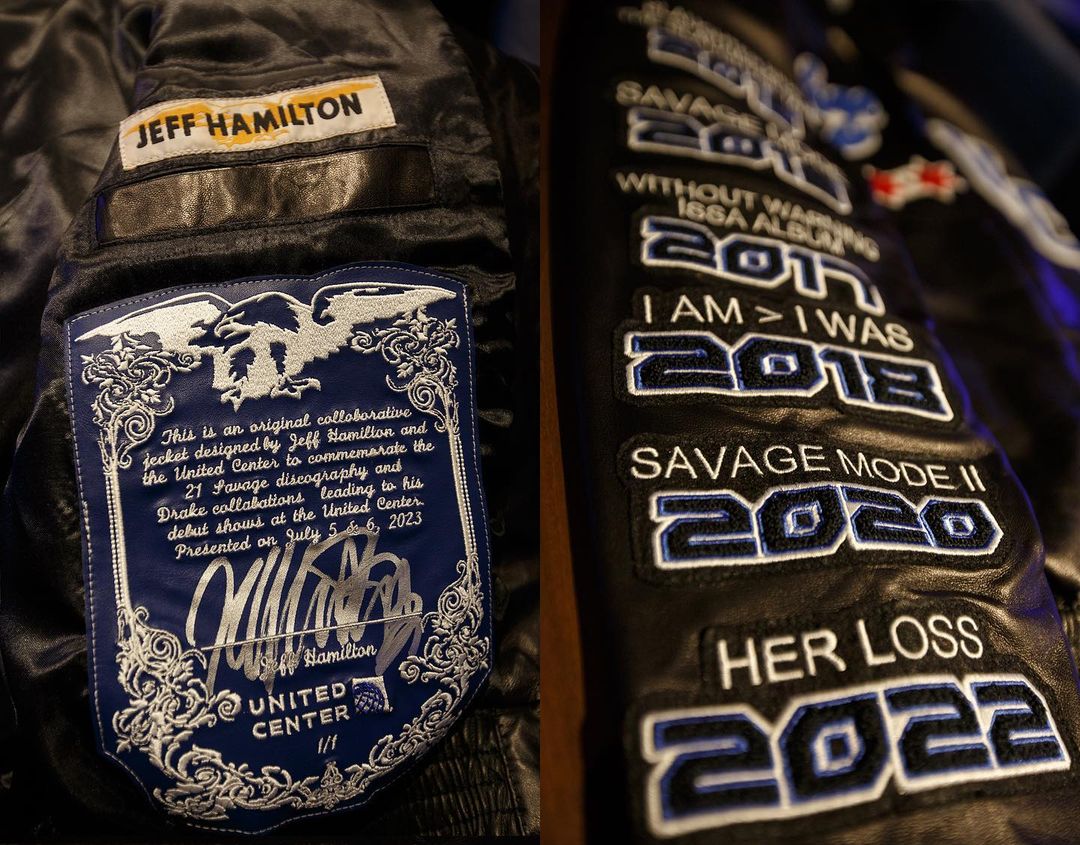 JEFF HAMILTON
This is an original collaborative
jacket designed by Jeff Hamilton and
the United Center to commemorate the
21 Savage discography and
Drake collabations leading to his
debut shows at the United Center.
Presented on July 5 & 6, 2023
Jeff Hamilton
UNITED
CENTER
1/1
SAVAGE
WITHOUT WARNING
ISSA ALBUM
2017
I AM > I WAS
2018
SAVAGE MODE II
2020
HER LOSS
2022